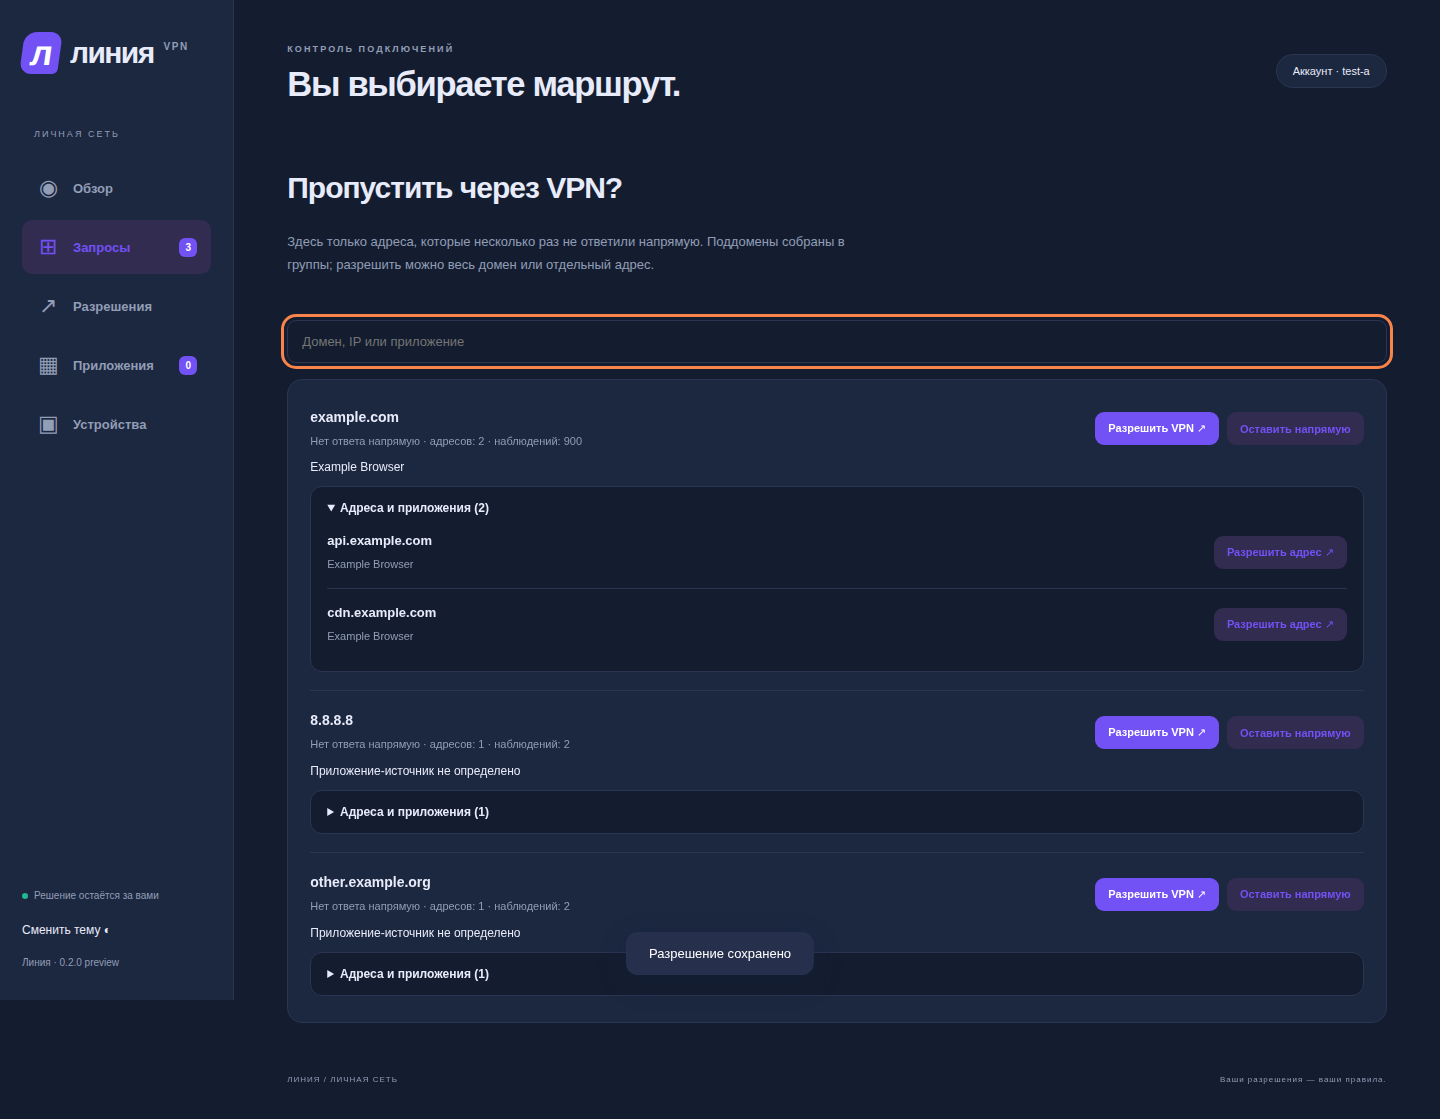 Л линия VPN
ЛИЧНАЯ СЕТЬ
Обзор
Запросы 3
Разрешения
Приложения 0
Устройства
Решение остаётся за вами
Сменить тему
Линия · 0.2.0 preview
КОНТРОЛЬ ПОДКЛЮЧЕНИЙ
Вы выбираете маршрут.
Аккаунт · test-a
Пропустить через VPN?
Здесь только адреса, которые несколько раз не ответили напрямую. Поддомены собраны в
группы; разрешить можно весь домен или отдельный адрес.
Домен, IP или приложение
example.com
Нет ответа напрямую · адресов: 2 · наблюдений: 900
Example Browser
Разрешить VPN ↗ Оставить напрямую
Адреса и приложения (2)
api.example.com
Example Browser
Разрешить адрес ↗
cdn.example.com
Example Browser
Разрешить адрес ↗
8.8.8.8
Нет ответа напрямую · адресов: 1 · наблюдений: 2
Приложение-источник не определено
Разрешить VPN ↗ Оставить напрямую
Адреса и приложения (1)
other.example.org
Нет ответа напрямую · адресов: 1 · наблюдений: 2
Приложение-источник не определено
Разрешить VPN ↗ Оставить напрямую
Разрешение сохранено
Адреса и приложения (1)
ЛИНИЯ / ЛИЧНАЯ СЕТЬ
Ваши разрешения — ваши правила.